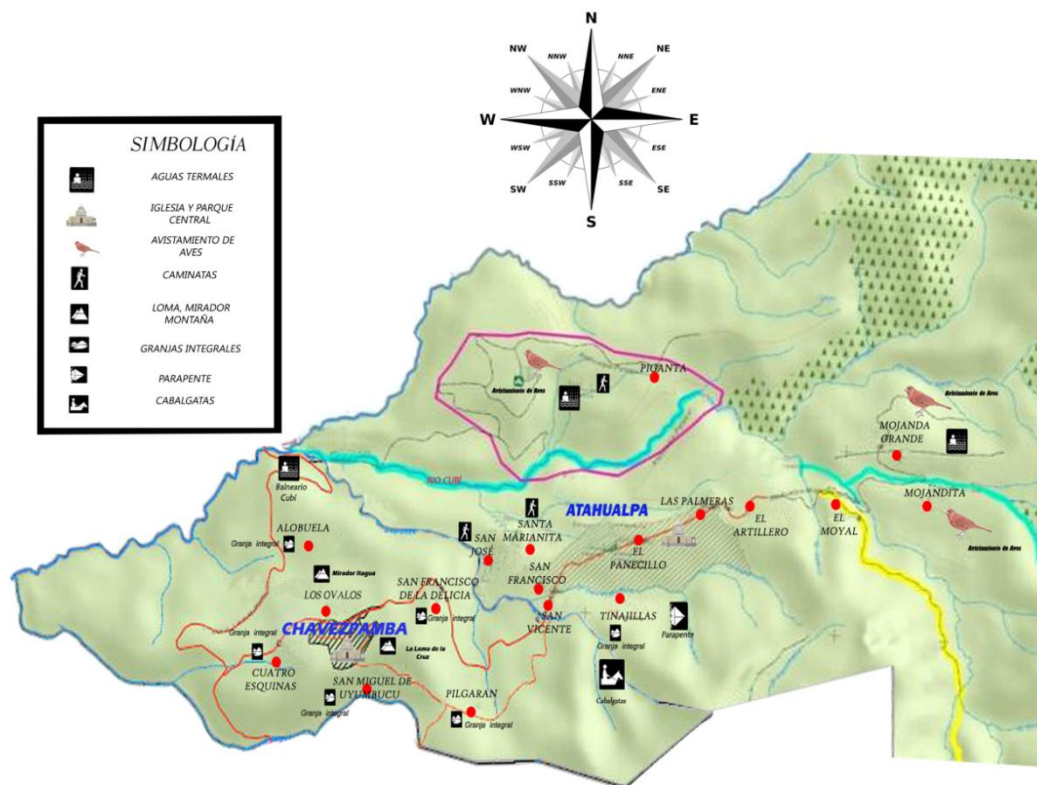 N
NNW
NNE
NW
NE
WNW
ENE
W
E
WSW
ESE
SW
SE
SSW
SSE
S
SIMBOLOGÍA
AGUAS TERMALES
IGLESIA Y PARQUE
CENTRAL
AVISTAMIENTO DE
AVES
CAMINATAS
LOMA, MIRADOR
MONTAÑA
GRANJAS INTEGRALES
PARAPENTE
CABALGATAS
PIGANTA
Avistamiento de Aves
Avistamiento de Aves
MOJANDA
GRANDE
RIO CUBÍ
Balneario
Cubí
MOJANDITA
LAS PALMERAS
ATAHUALPA
EL
ARTILLERO
EL
MOYAL
SANTA
MARIANITA
ALOBUELA
Granja integral
SAN
JOSÉ
EL
PANECILLO
Avistamiento de Aves
SAN
FRANCISCO
Mirador Itagua
SAN FRANCISCO
DE LA DELICIA
LOS OVALOS
Granja integral
TINAJILLAS
SAN
VICENTE
Parapente
CHAVEZPAMBA
Granja integral
La Loma de la
Cruz
Granja integral
CUATRO
ESQUINAS
SAN MIGUEL DE
UYUMBUCU
Granja integral
PILGARAN
Granja integral
Cabalgatas